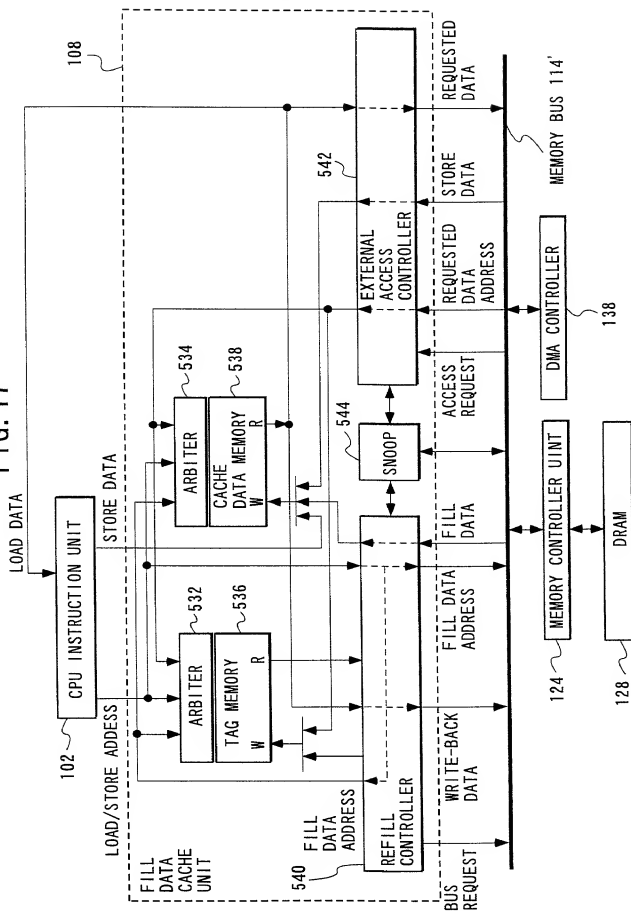 FIG. 17
LOAD DATA
108
CPU INSTRUCTION UNIT
102
LOAD/STORE ADDESS
STORE DATA
534
532
ARBITER
ARBITER
538
536
CACHE
DATA MEMORY
TAG MEMORY
W
R
W
R
FILL
DATA
CACHE
UNIT
FILL
DATA
ADDRESS
542
EXTERNAL
ACCESS
CONTROLLER
544
SNOOP
540
REFILL
CONTROLLER
BUS
REQUEST
WRITE-BACK
DATA
FILL DATA
ADDRESS
FILL DATA
ACCESS
REQUEST
REQUESTED
DATA
ADDRESS
STORE
DATA
REQUESTED
DATA
MEMORY BUS 114'
124
MEMORY CONTROLLER UINT
DMA CONTROLLER
138
128
DRAM